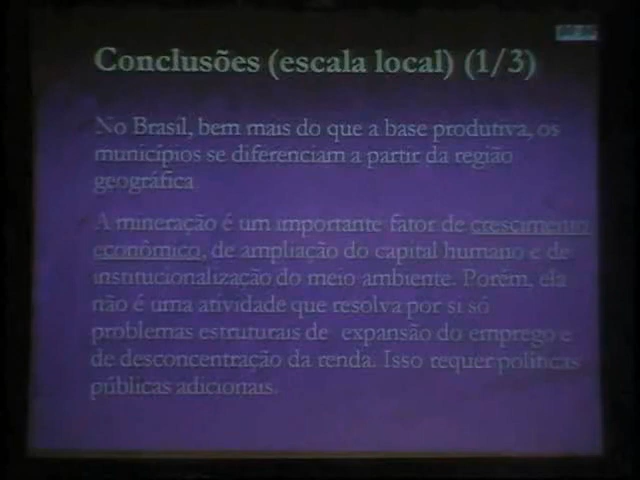 Conclusões (escala local) (1/3)
No Brasil, bem mais do que a base produtiva, os
municípios se diferenciam a partir da região
geográfica
A mineração é um importante fator de crescimento
econômico, de ampliação do capital humano e de
institucionalização do meio ambiente. Porém, ela
não é uma atividade que resolva por si só
problemas estruturais de expansão do emprego e
de desconcentração da renda. Isso requer políticas
públicas adicionais.